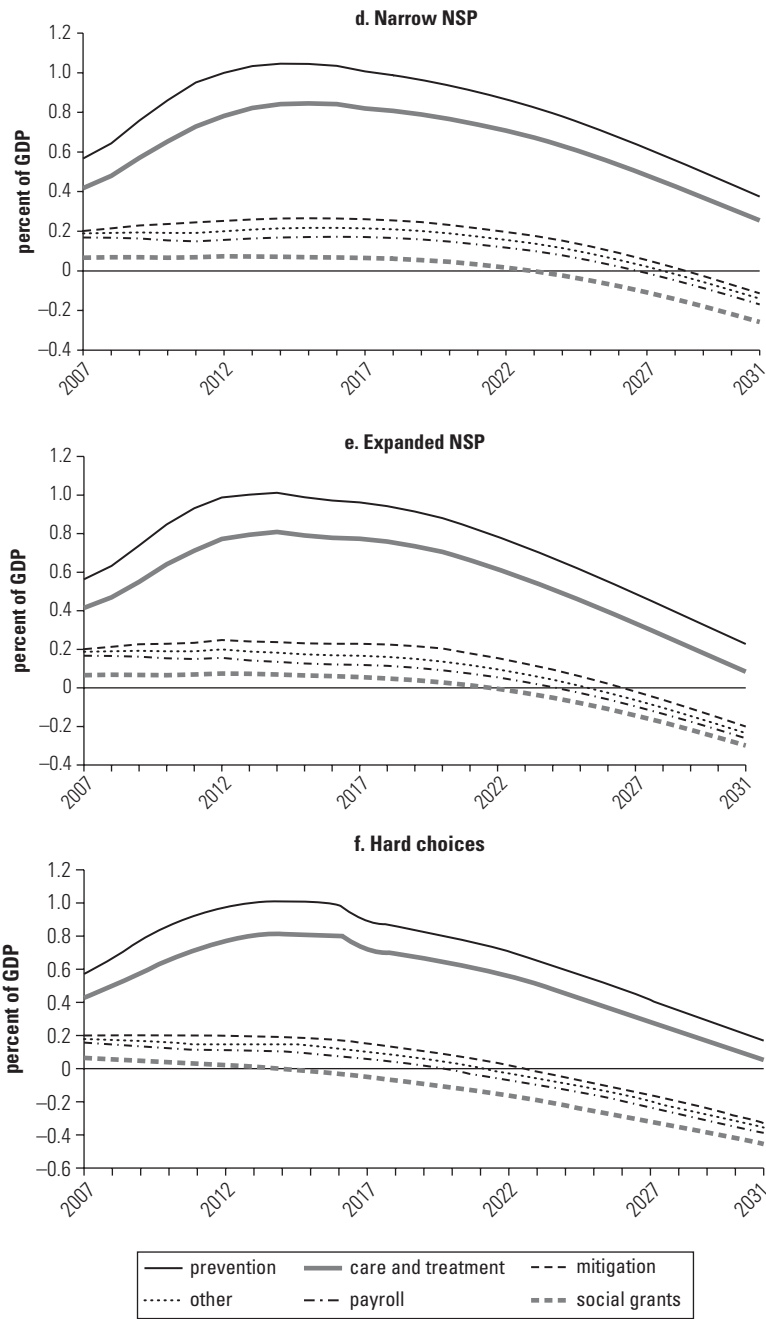 d. Narrow NSP
percent of GDP
1.2
1.0
0.8
0.6
0.4
0.2
0
–0.2
–0.4
2007 2012 2017 2022 2027 2031
e. Expanded NSP
percent of GDP
1.2
1.0
0.8
0.6
0.4
0.2
0
–0.2
–0.4
2007 2012 2017 2022 2027 2031
f. Hard choices
percent of GDP
1.2
1.0
0.8
0.6
0.4
0.2
0
–0.2
–0.4
–0.6
2007 2012 2017 2022 2027 2031
prevention care and treatment mitigation
other payroll social grants